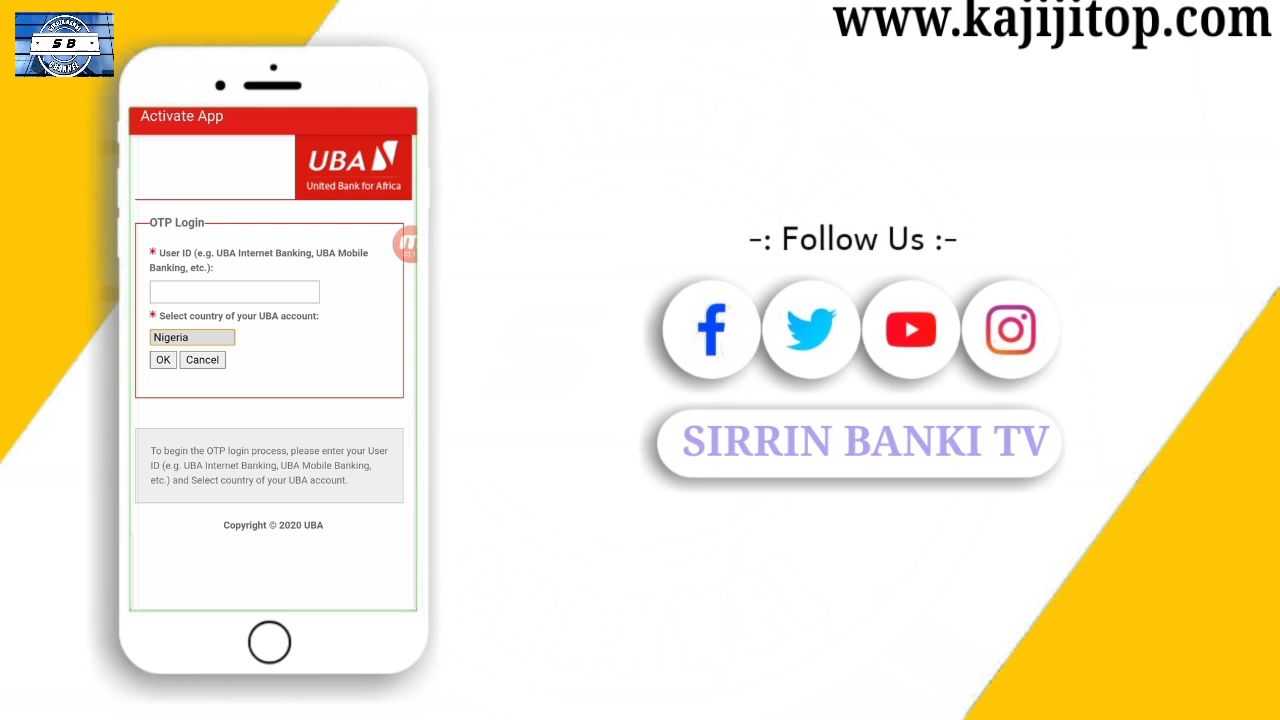 www.kajijitop.com
S B
CHANNEL
Activate App
UBA
United Bank for Africa
OTP Login
* User ID (e.g. UBA Internet Banking, UBA Mobile
Banking, etc.):
* Select country of your UBA account:
Nigeria
OK Cancel
To begin the OTP login process, please enter your User
ID (e.g. UBA Internet Banking, UBA Mobile Banking,
etc.) and Select country of your UBA account.
Copyright © 2020 UBA
-: Follow Us :-
SIRRIN BANKI TV